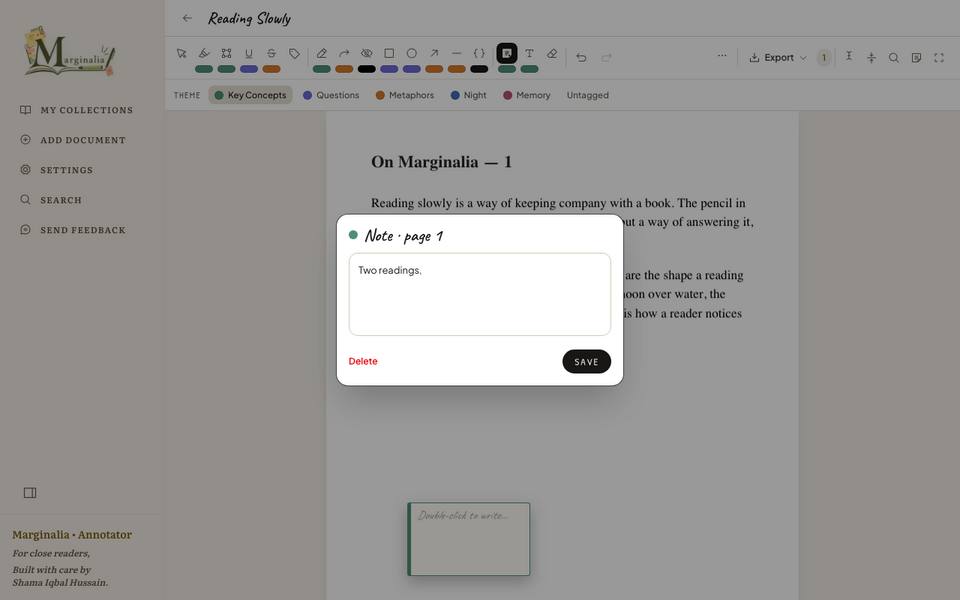 Marginalia
MY COLLECTIONS
ADD DOCUMENT
SETTINGS
SEARCH
SEND FEEDBACK
Marginalia • Annotator
For close readers,
Built with care by
Shama Iqbal Hussain.
Reading Slowly
Export
1
THEME
Key Concepts
Questions
Metaphors
Night
Memory
Untagged
On Marginalia — 1
Reading slowly is a way of keeping company with a book. The pencil in
but a way of answering it,
are the shape a reading
moon over water, the
is how a reader notices
Note · page 1
Two readings,
Delete
SAVE
Double-click to write...